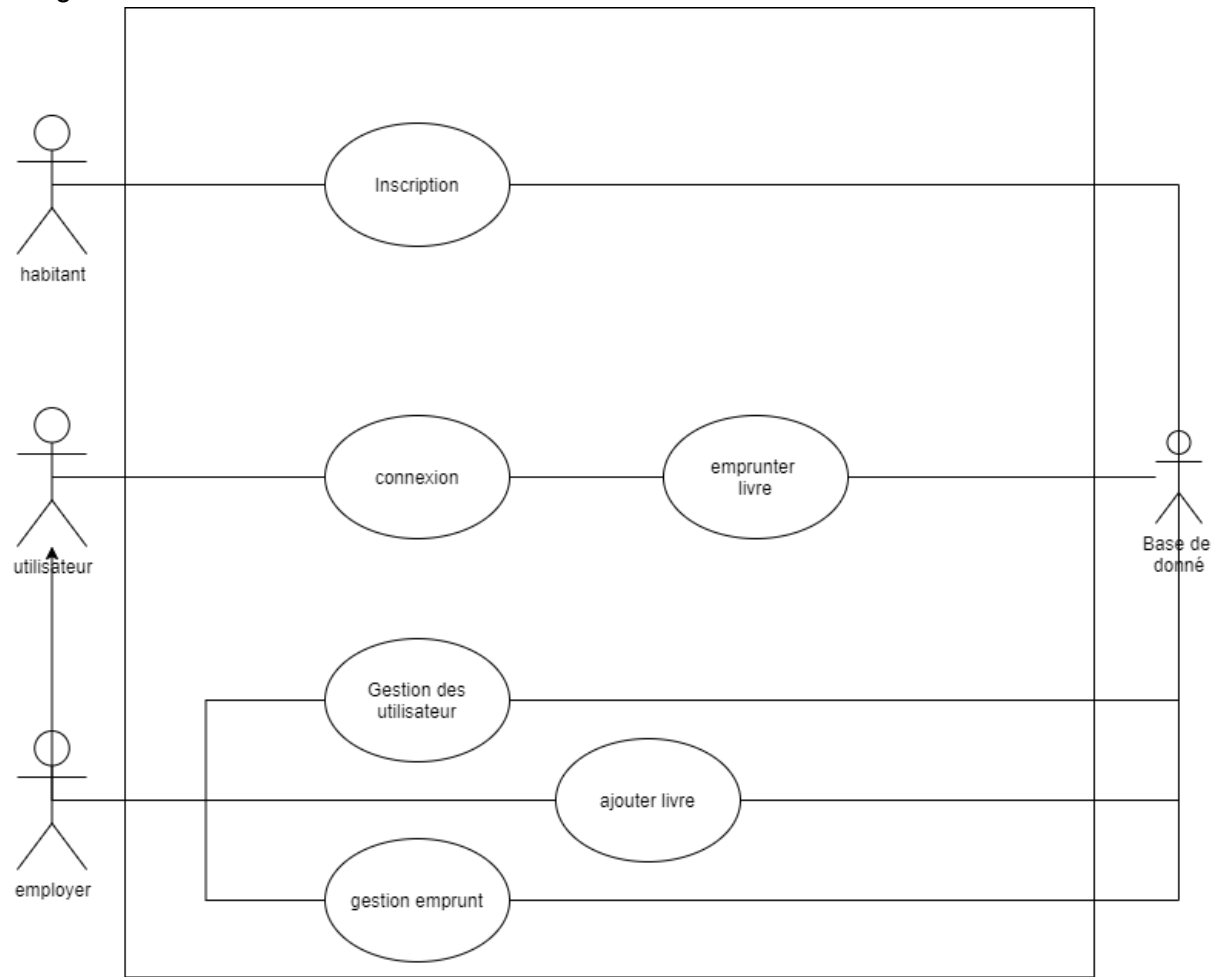 Inscription
habitant
connexion
emprunter
livre
utilisateur
Base de
donné
Gestion des
utilisateur
ajouter livre
employer
gestion emprunt